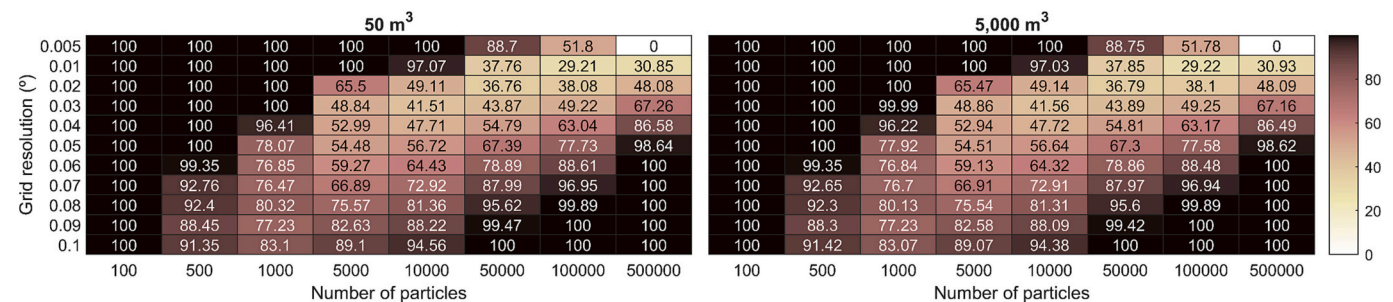 50 m³ 5,000 m³
0.005 100 100 100 100 100 88.7 51.8 0 100 100 100 100 100 88.75 51.78 0
0.01 100 100 100 100 97.07 37.76 29.21 30.85 100 100 100 100 97.03 37.85 29.22 30.93 80
0.02 100 100 100 65.5 49.11 36.76 38.08 48.08 100 100 100 65.47 49.14 36.79 38.1 48.09
0.03 100 100 100 48.84 41.51 43.87 49.22 67.26 100 100 99.99 48.86 41.56 43.89 49.25 67.16
0.04 100 100 96.41 52.99 47.71 54.79 63.04 86.58 100 100 96.22 52.94 47.72 54.81 63.17 86.49 60
0.05 100 100 78.07 54.48 56.72 67.39 77.73 98.64 100 100 77.92 54.51 56.64 67.3 77.58 98.62
0.06 100 99.35 76.85 59.27 64.43 78.89 88.61 100 100 99.35 76.84 59.13 64.32 78.86 88.48 100
0.07 100 92.76 76.47 66.89 72.92 87.99 96.95 100 100 92.65 76.7 66.91 72.91 87.97 96.94 100 40
0.08 100 92.4 80.32 75.57 81.36 95.62 99.89 100 100 92.3 80.13 75.54 81.31 95.6 99.89 100
0.09 100 88.45 77.23 82.63 88.22 99.47 100 100 100 88.3 77.23 82.58 88.09 99.42 100 100 20
0.1 100 91.35 83.1 89.1 94.56 100 100 100 100 91.42 83.07 89.07 94.38 100 100 100 0
Grid resolution (º)
100 500 1000 5000 10000 50000 100000 500000 100 500 1000 5000 10000 50000 100000 500000
Number of particles Number of particles